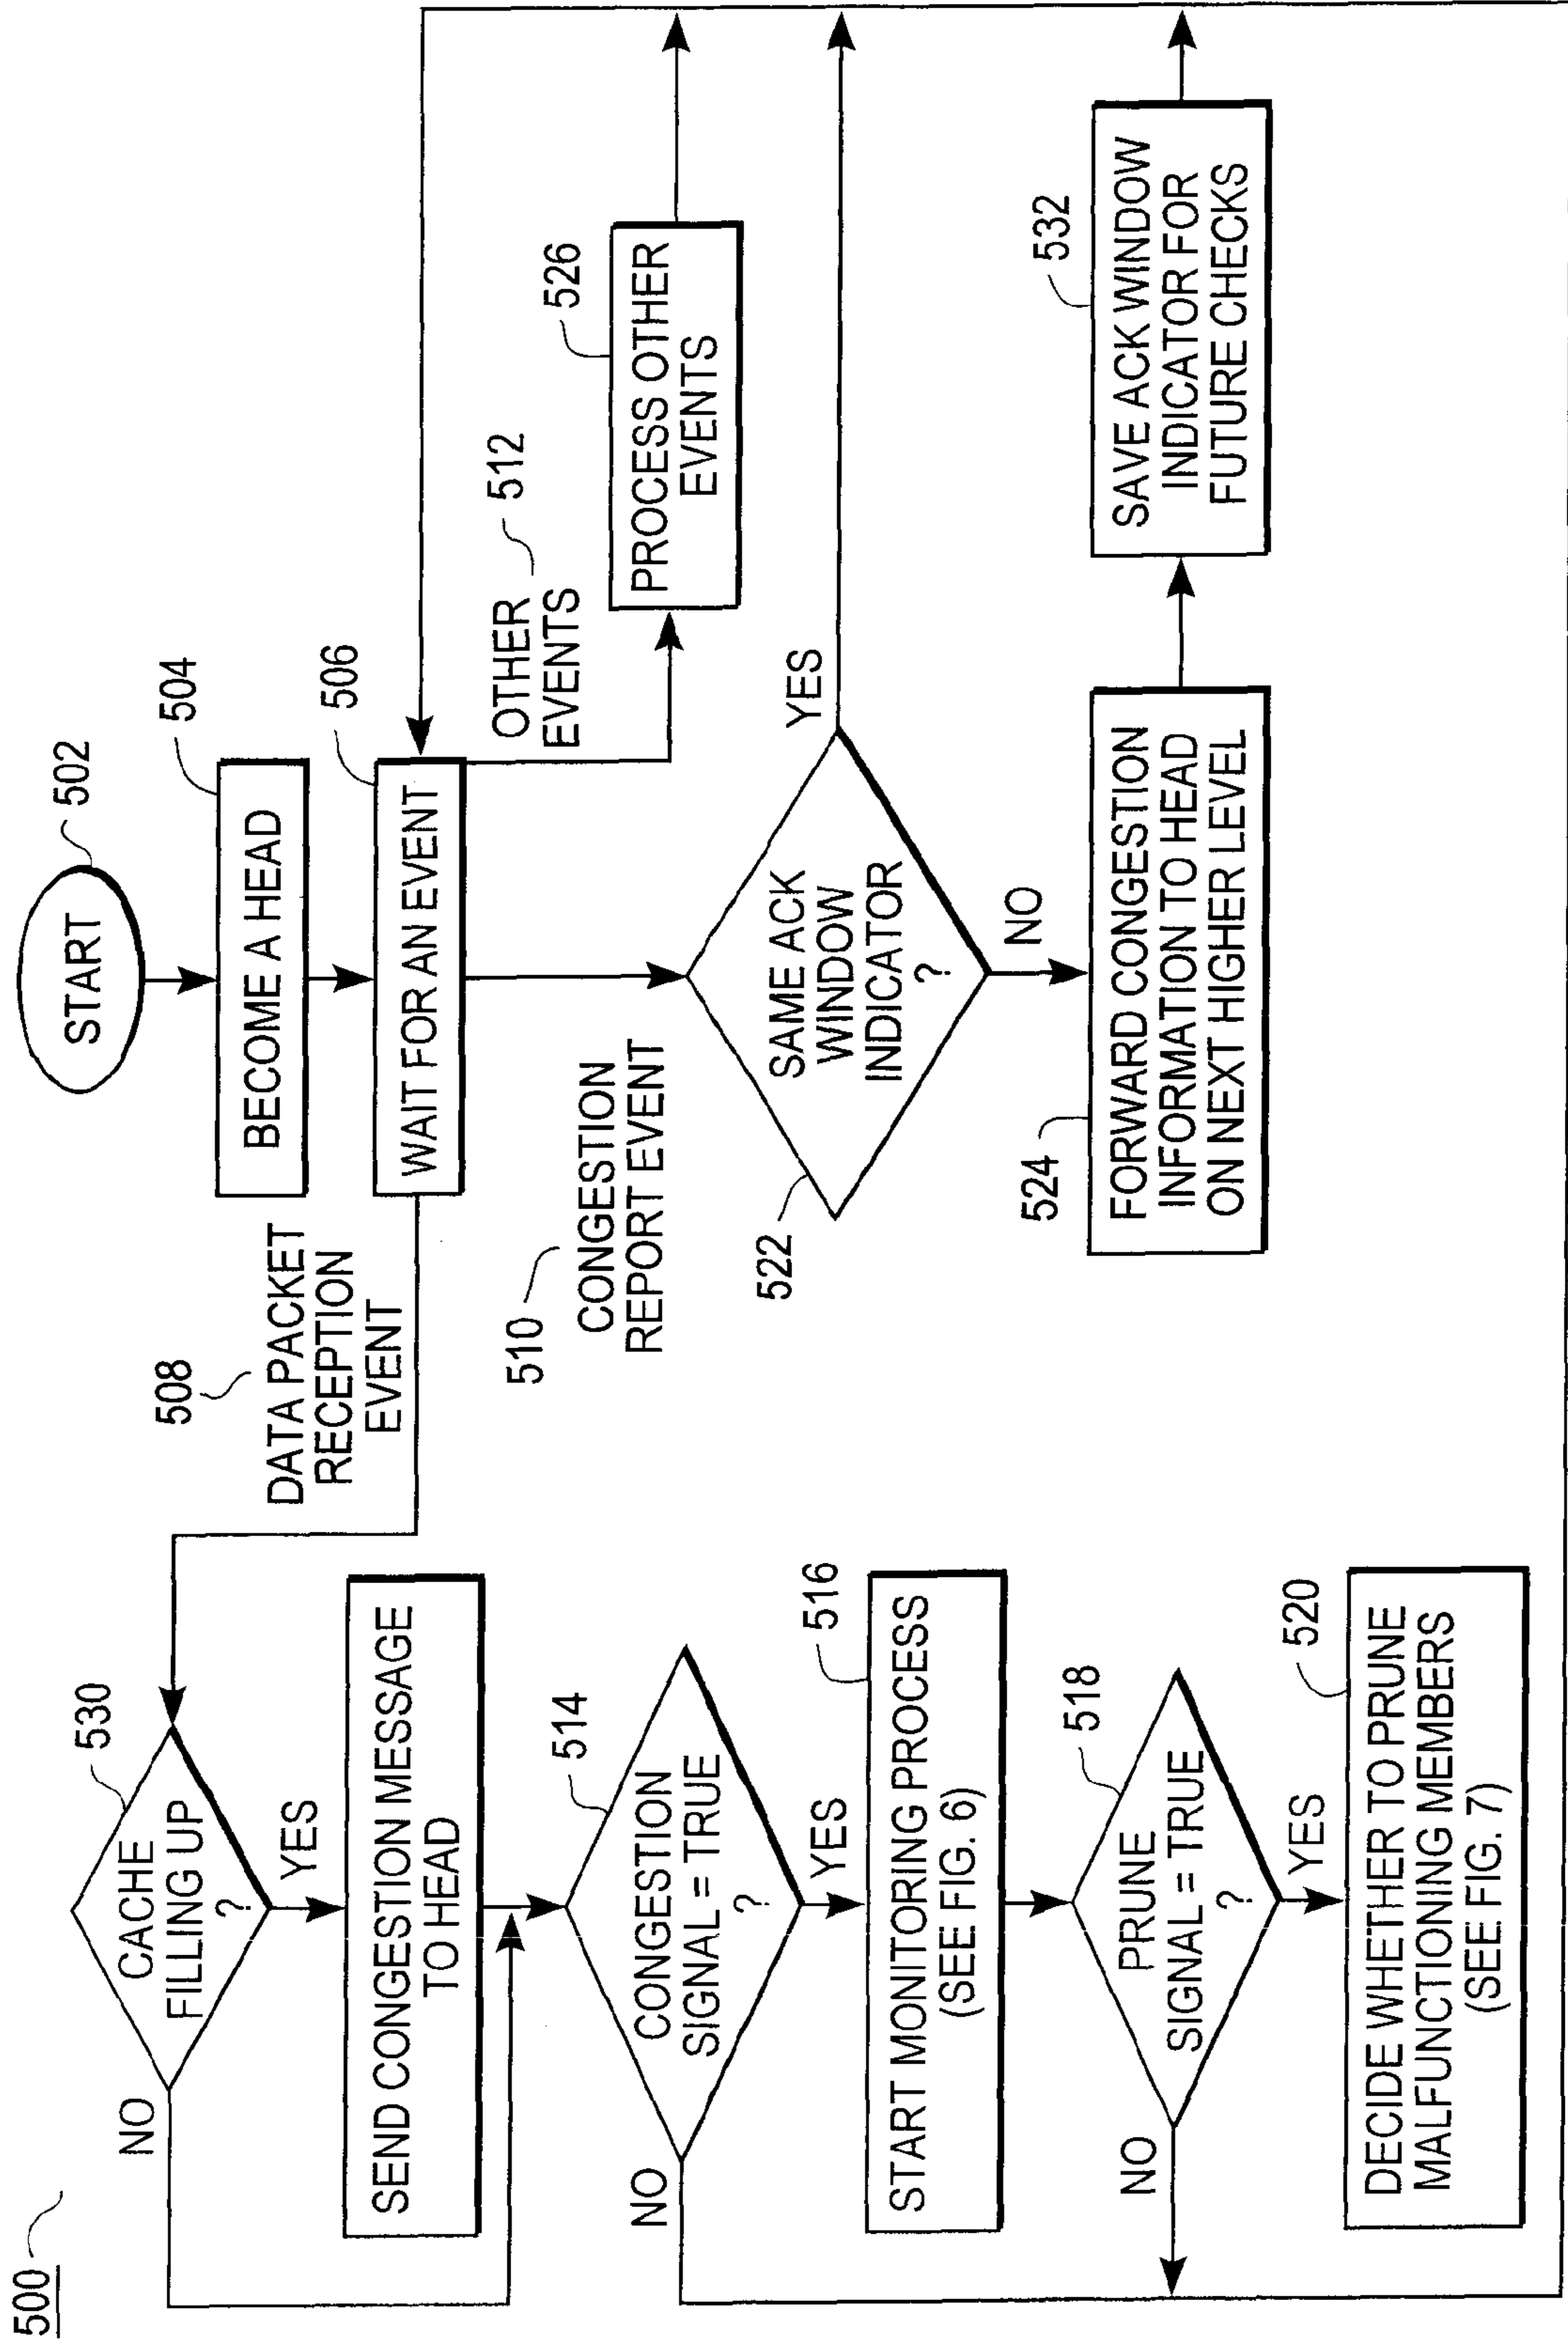 500
START
502
BECOME A HEAD
504
WAIT FOR AN EVENT
506
508
DATA PACKET
RECEPTION
EVENT
510
CONGESTION
REPORT EVENT
OTHER
EVENTS
512
PROCESS OTHER
EVENTS
526
CACHE
FILLING UP
?
530
NO
YES
SEND CONGESTION MESSAGE
TO HEAD
CONGESTION
SIGNAL = TRUE
?
514
NO
YES
START MONITORING PROCESS
(SEE FIG. 6)
516
PRUNE
SIGNAL = TRUE
?
518
NO
YES
DECIDE WHETHER TO PRUNE
MALFUNCTIONING MEMBERS
(SEE FIG. 7)
520
SAME ACK
WINDOW
INDICATOR
?
522
YES
NO
524
FORWARD CONGESTION
INFORMATION TO HEAD
ON NEXT HIGHER LEVEL
SAVE ACK WINDOW
INDICATOR FOR
FUTURE CHECKS
532